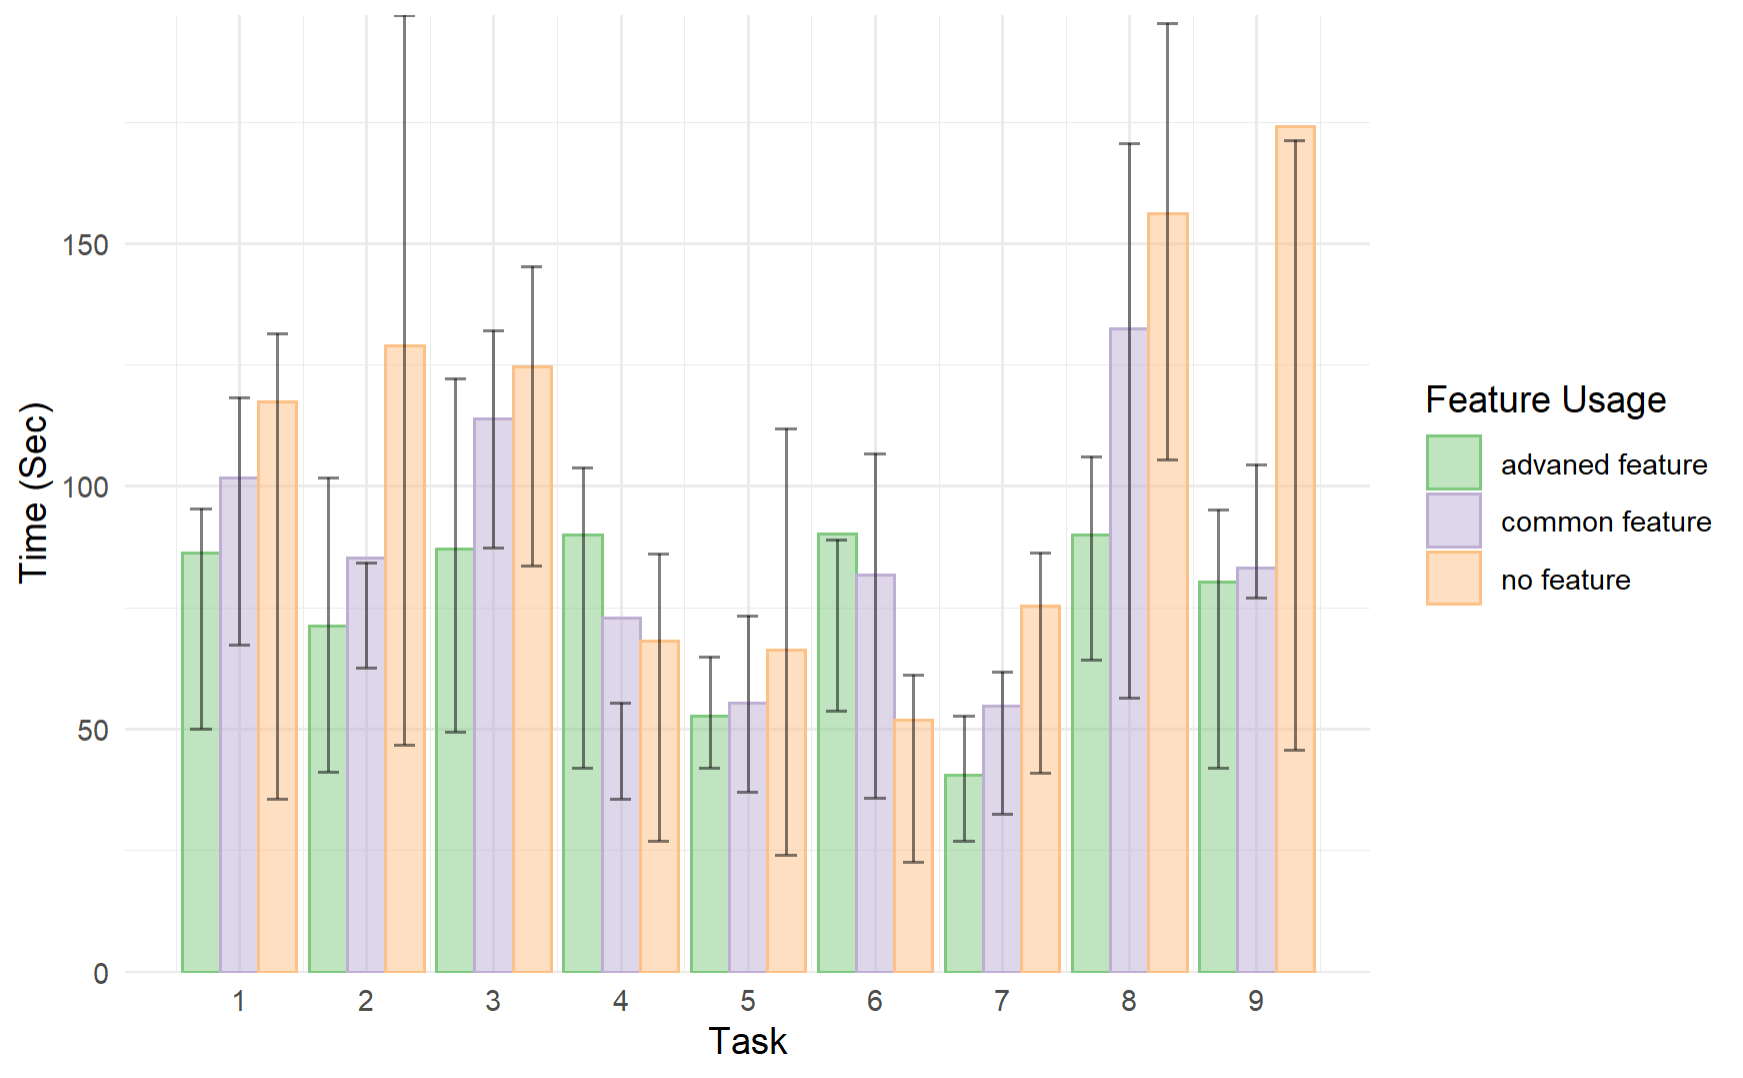 150
100
50
0
Time (Sec)
1 2 3 4 5 6 7 8 9
Task
Feature Usage
advaned feature
common feature
no feature